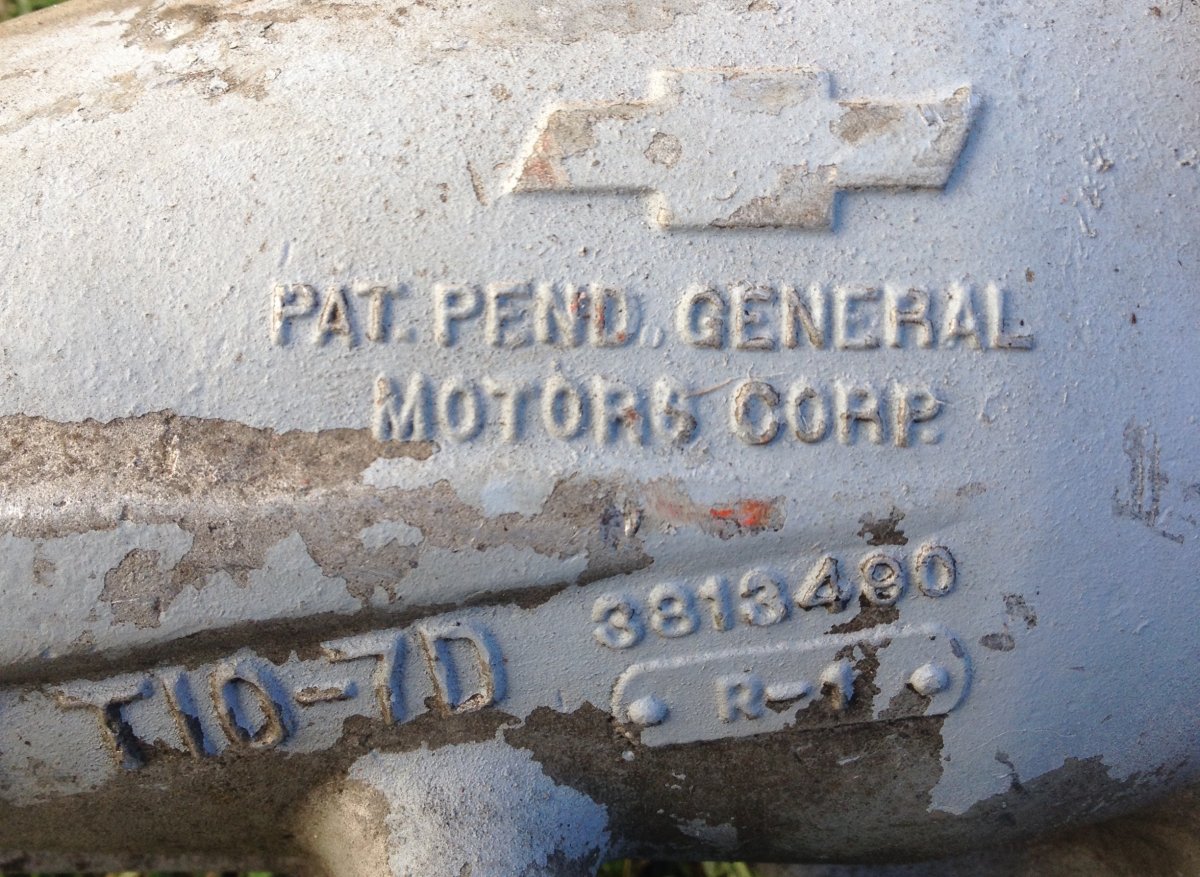 PAT. PEND. GENERAL
MOTORS CORP.
3813490
T10-7D
R-1